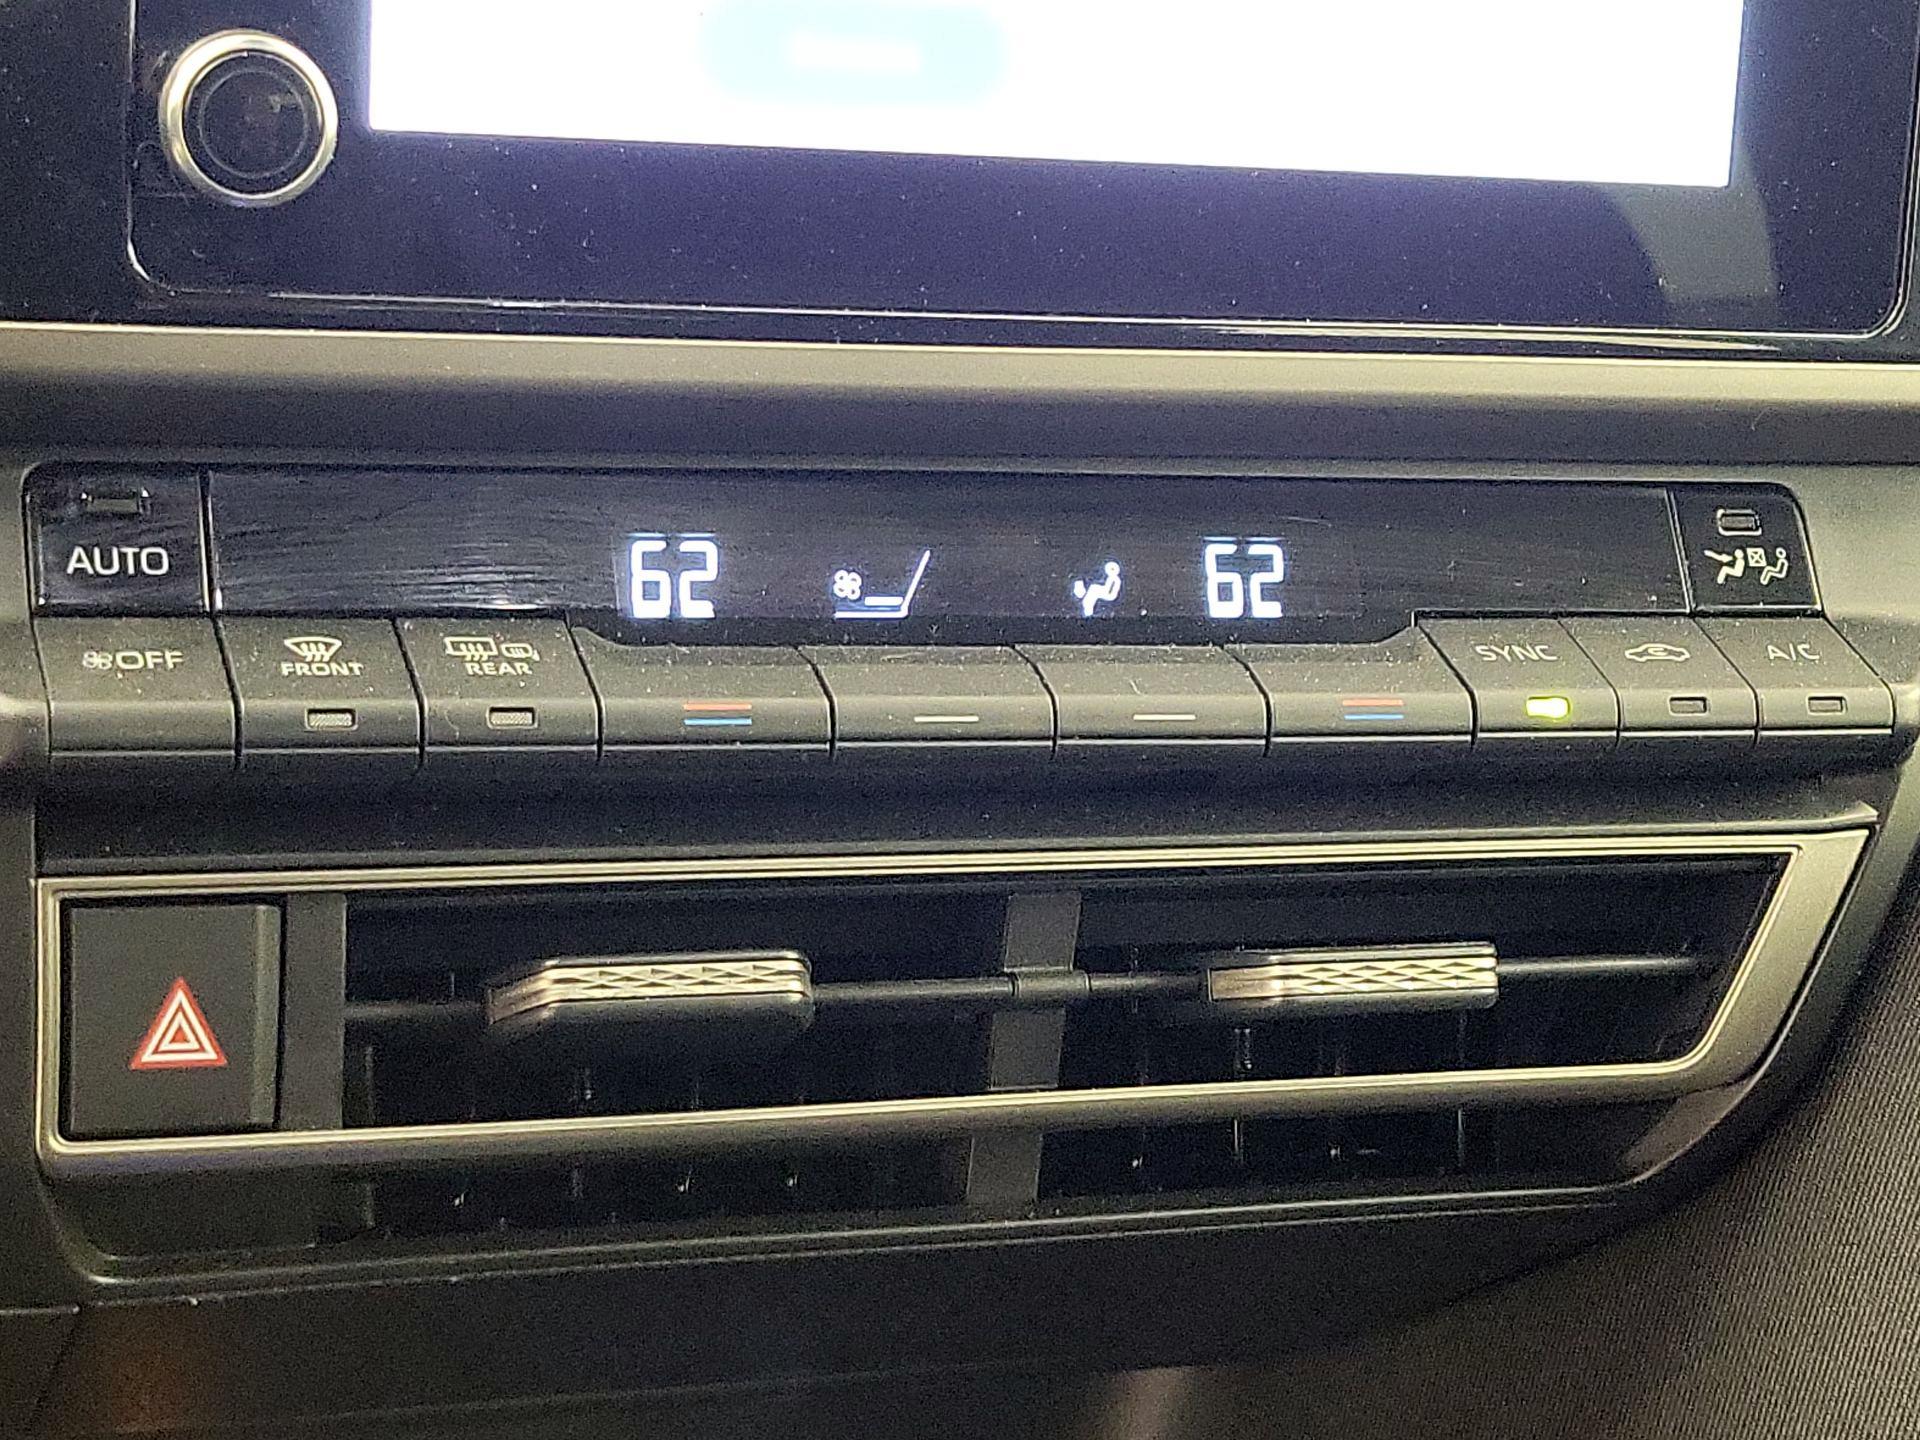 AUTO
62 62
OFF
FRONT
REAR
SYNC
A/C